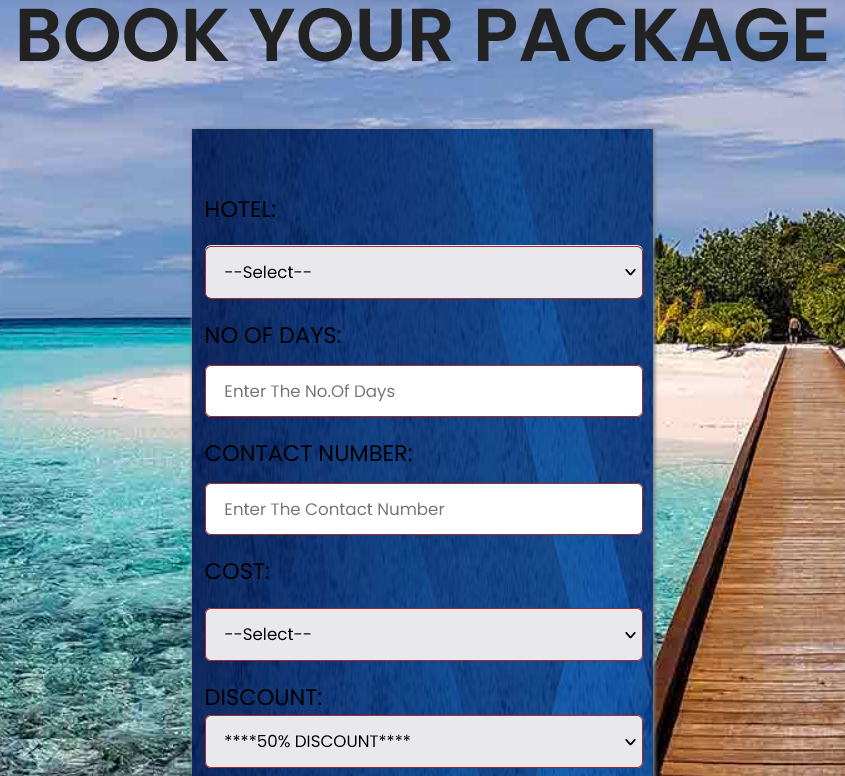 BOOK YOUR PACKAGE
HOTEL:
--Select--
NO OF DAYS:
Enter The No.Of Days
CONTACT NUMBER:
Enter The Contact Number
COST:
--Select--
DISCOUNT:
****50% DISCOUNT****